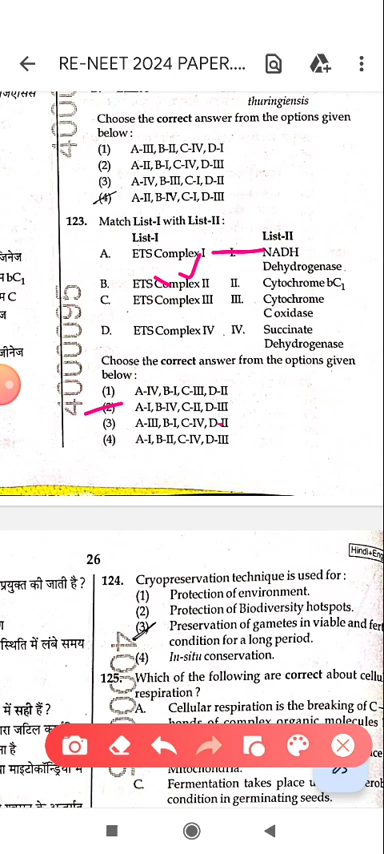 RE-NEET 2024 PAPER....
thuringiensis
Choose the correct answer from the options given
below :
(1) A-III, B-II, C-IV, D-I
(2) A-II, B-I, C-IV, D-III
(3) A-IV, B-III, C-I, D-II
(4) A-II, B-IV, C-I, D-III
123. Match List-I with List-II :
List-I List-II
A. ETS Complex I I. NADH
Dehydrogenase
B. ETS Complex II II. Cytochrome bC₁
C. ETS Complex III III. Cytochrome
C oxidase
D. ETS Complex IV IV. Succinate
Dehydrogenase
Choose the correct answer from the options given
below :
(1) A-IV, B-I, C-III, D-II
(2) A-I, B-IV, C-II, D-III
(3) A-III, B-I, C-IV, D-II
(4) A-I, B-II, C-IV, D-III
bC₁
C
4000095
26
Hindi+Eng
प्रयुक्त की जाती है ?
स्थिति में लंबे समय
में सही हैं ?
124. Cryopreservation technique is used for :
(1) Protection of environment.
(2) Protection of Biodiversity hotspots.
(3) Preservation of gametes in viable and fert
condition for a long period.
(4) In-situ conservation.
125. Which of the following are correct about cellu
respiration ?
A. Cellular respiration is the breaking of C-
bonds of complex organic molecules
Mitochondria.
C. Fermentation takes place
condition in germinating seeds.